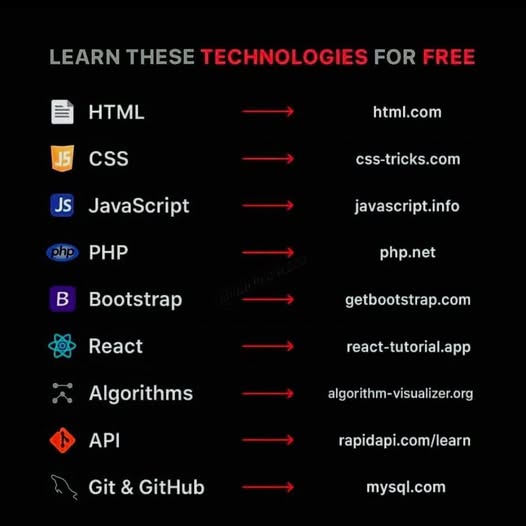 LEARN THESE TECHNOLOGIES FOR FREE
HTML html.com
JS CSS css-tricks.com
Js JavaScript javascript.info
php PHP php.net
B Bootstrap getbootstrap.com
React react-tutorial.app
Algorithms algorithm-visualizer.org
API rapidapi.com/learn
Git & GitHub mysql.com